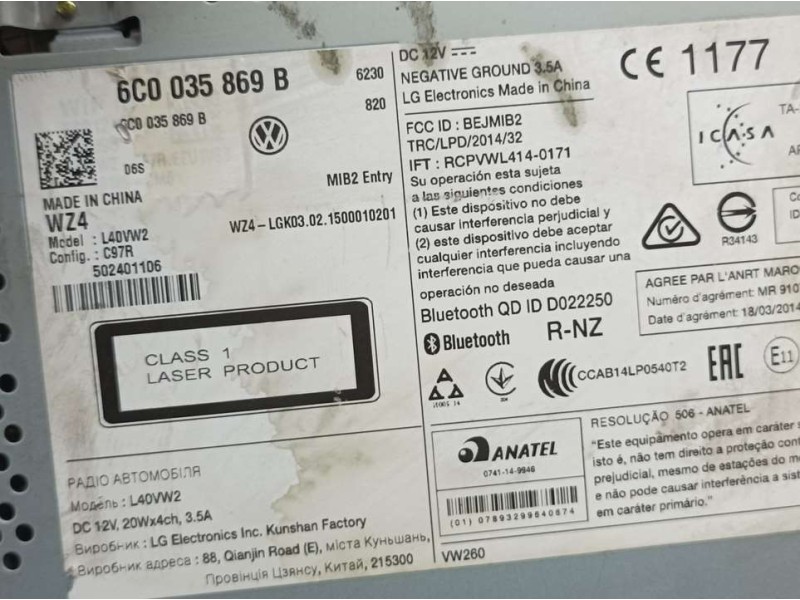 6C0 035 869 B
6230
6C0 035 869 B
820
D6S
MIB2 Entry
MADE IN CHINA
WZ4
WZ4-LGK03.02.1500010201
Model : L40VW2
Config. : C97R
502401106
CLASS 1
LASER PRODUCT
РАДІО АВТОМОБІЛЯ
Модель : L40VW2
DC 12V, 20Wx4ch, 3.5A
Виробник : LG Electronics Inc. Kunshan Factory
Виробник адреса : 88, Qianjin Road (E), міста Куньшань,
Провінція Цзянсу, Китай, 215300
DC 12V
NEGATIVE GROUND 3.5A
LG Electronics Made in China
CE 1177
FCC ID : BEJMIB2
TRC/LPD/2014/32
IFT : RCPVWL414-0171
Su operación esta sujeta
a las siguientes condiciones
(1) Este dispositivo no debe
causar interferencia perjudicial y
(2) este dispositivo debe aceptar
cualquier interferencia incluyendo
interferencia que pueda causar una
operación no deseada
ICASA
TA-
R34143
Bluetooth QD ID D022250
Bluetooth R-NZ
AGREE PAR L'ANRT MARO
Numéro d'agrément: MR 910
Date d'agrément: 18/03/2014
CCAB14LP0540T2
EAC
E11
ANATEL
0741-14-9946
(01) 07893299640674
VW260
RESOLUÇÃO 506 - ANATEL
"Este equipamento opera em caráter s
isto é, não tem direito a proteção con
prejudicial, mesmo de estações do m
e não pode causar interferência a sis
em caráter primário."